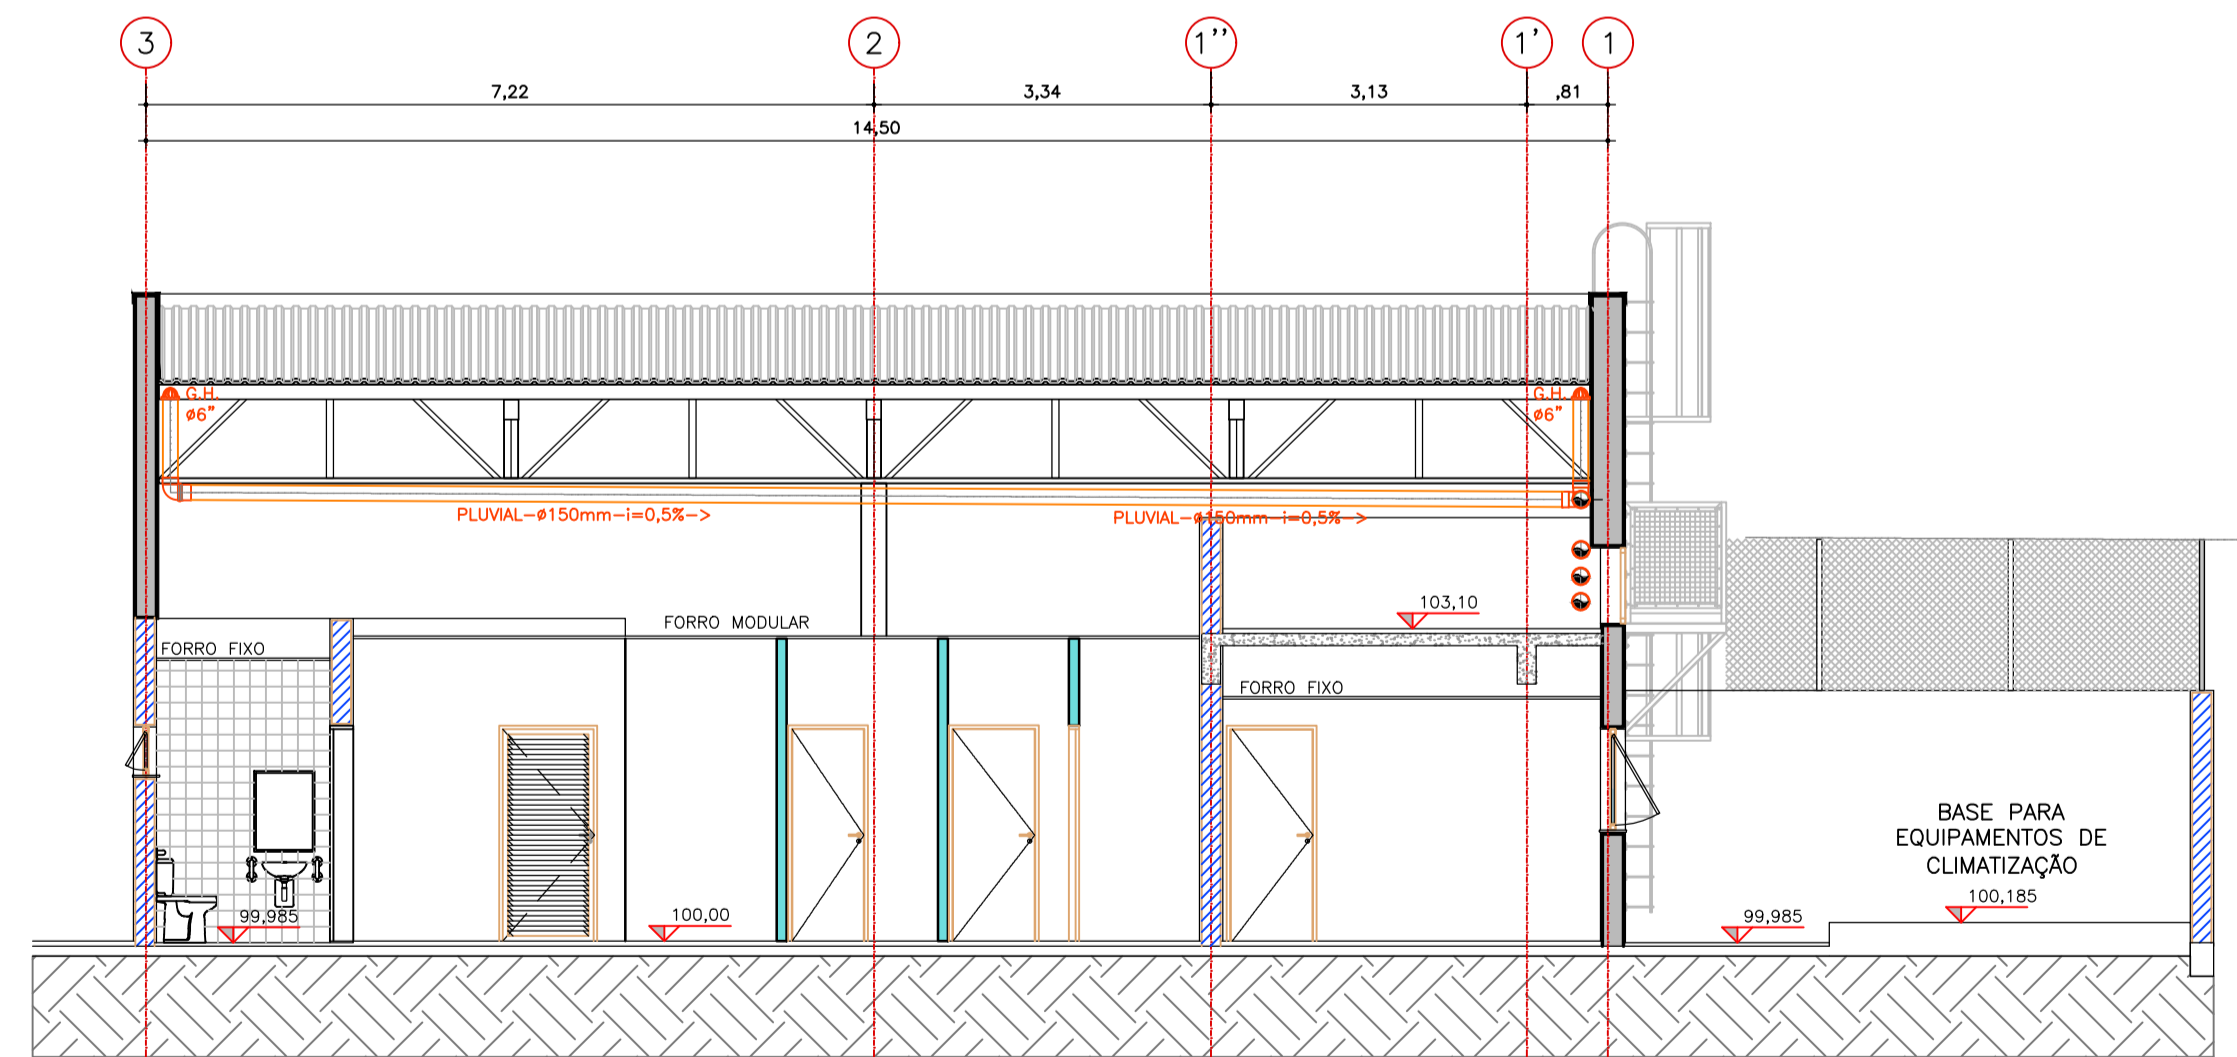 3
2
1''
1'
1
7,22
3,34
3,13
,81
14,50
G.H.
ø6"
G.H.
ø6"
PLUVIAL-ø150mm-i=0,5%->
PLUVIAL-ø150mm-i=0,5%->
103,10
FORRO MODULAR
FORRO FIXO
FORRO FIXO
BASE PARA
EQUIPAMENTOS DE
CLIMATIZAÇÃO
100,185
99,985
100,00
99,985